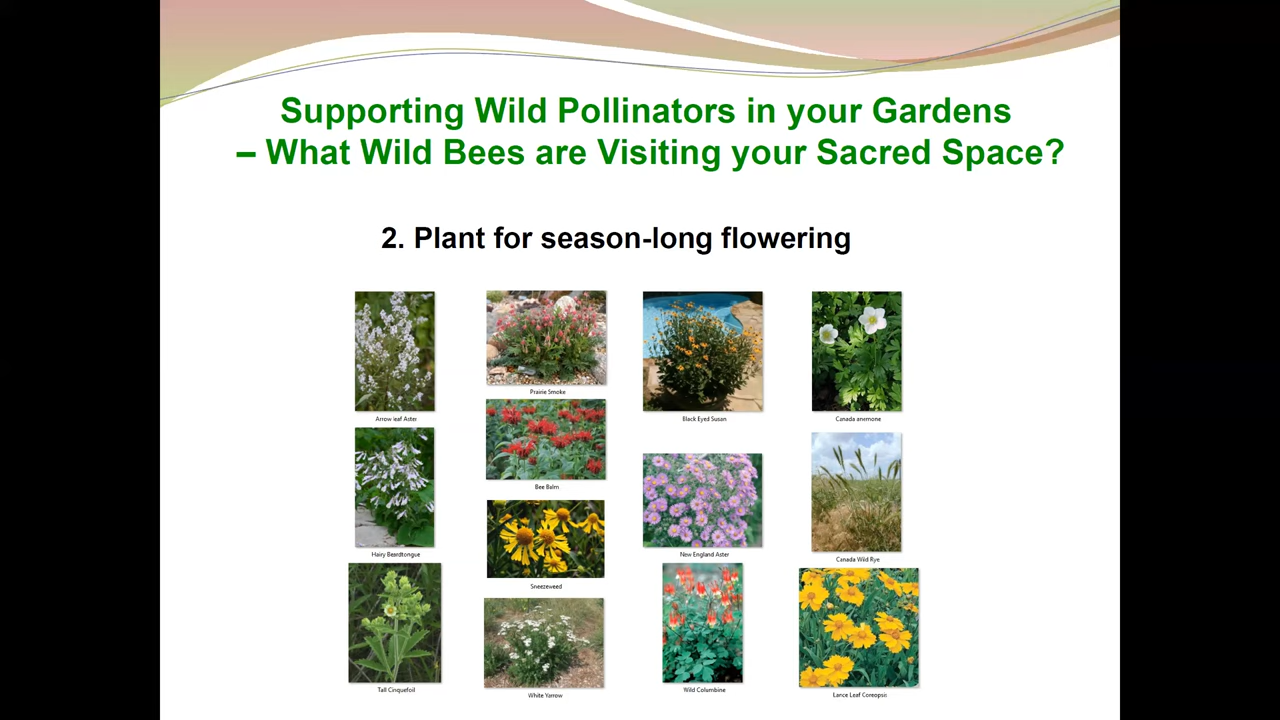 Supporting Wild Pollinators in your Gardens
– What Wild Bees are Visiting your Sacred Space?
2. Plant for season-long flowering
Arrow leaf Aster
Prairie Smoke
Black Eyed Susan
Canada anemone
Bee Balm
Hairy Beardtongue
New England Aster
Canada Wild Rye
Sneezeweed
Tall Cinquefoil
White Yarrow
Wild Columbine
Lance Leaf Coreopsis